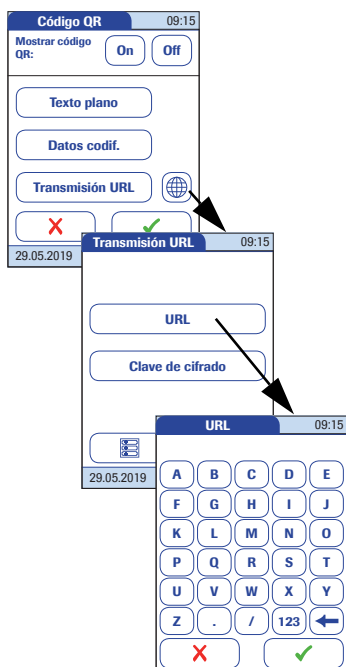 Código QR 09:15
Mostrar código
QR:
On Off
Texto plano
Datos codif.
Transmisión URL
29.05.2019
Transmisión URL 09:15
URL
Clave de cifrado
29.05.2019
URL 09:15
A B C D E
F G H I J
K L M N O
P Q R S T
U V W X Y
Z . / 123